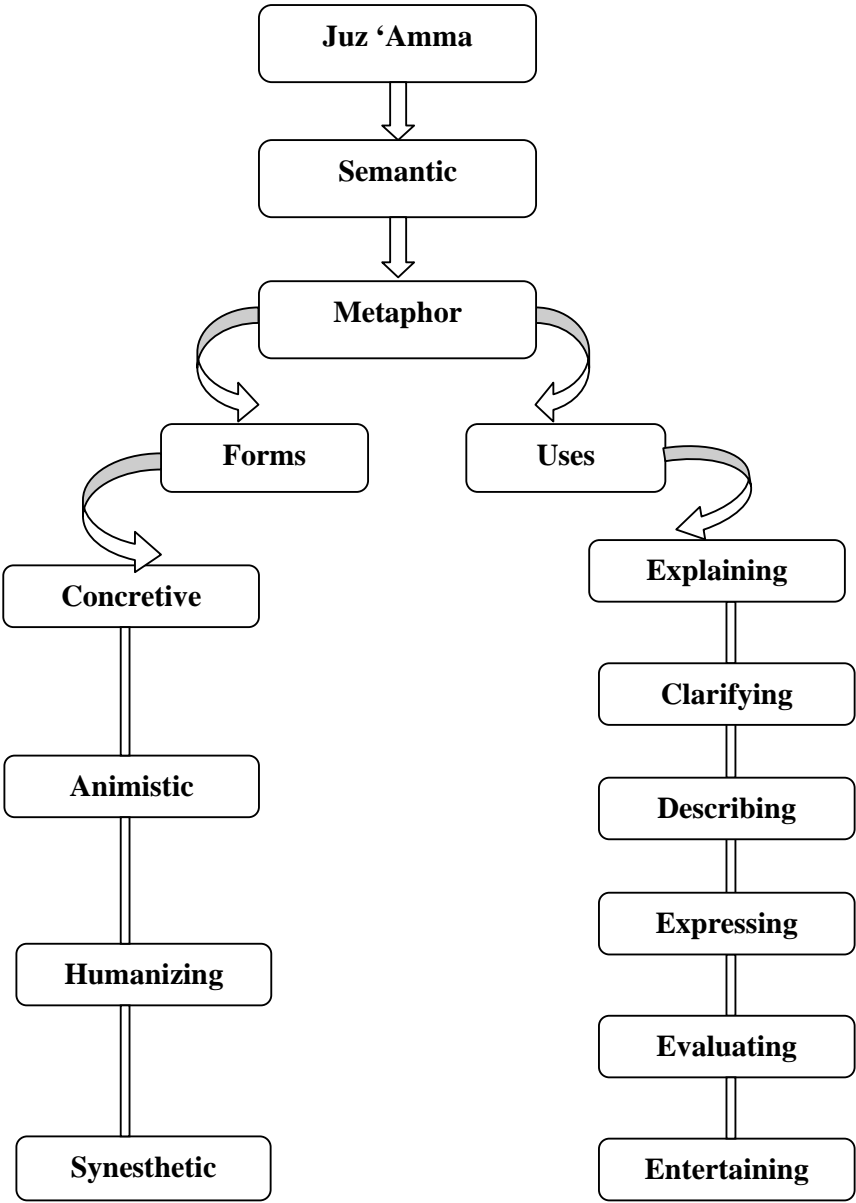 Juz ‘Amma
Semantic
Metaphor
Forms
Uses
Concretive
Animistic
Humanizing
Synesthetic
Explaining
Clarifying
Describing
Expressing
Evaluating
Entertaining